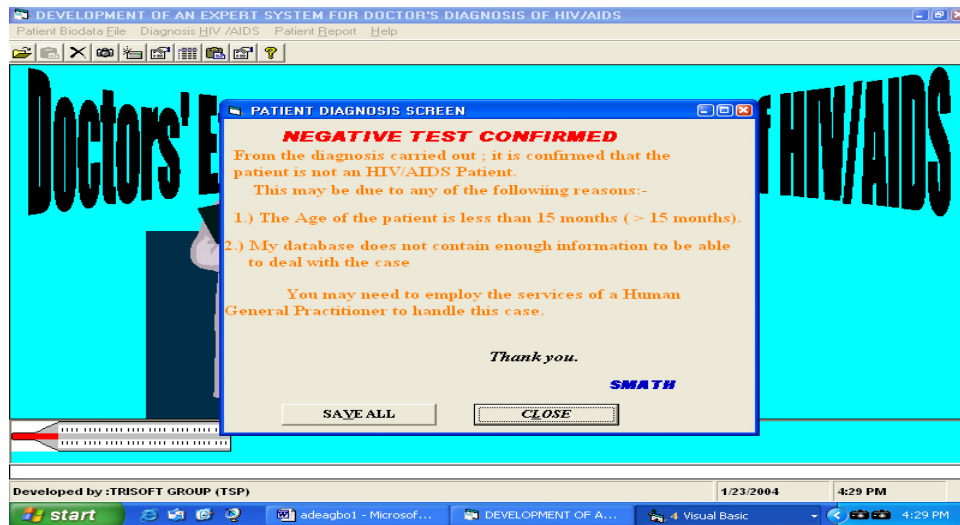 DEVELOPMENT OF AN EXPERT SYSTEM FOR DOCTOR'S DIAGNOSIS OF HIV/AIDS
Patient Biodata File Diagnosis HIV /AIDS Patient Report Help
Doctors' E
f HIV/AIDS
PATIENT DIAGNOSIS SCREEN
NEGATIVE TEST CONFIRMED
From the diagnosis carried out ; it is confirmed that the
patient is not an HIV/AIDS Patient.
This may be due to any of the followiing reasons:-
1.) The Age of the patient is less than 15 months ( > 15 months).
2.) My database does not contain enough information to be able
to deal with the case
You may need to employ the services of a Human
General Practitioner to handle this case.
Thank you.
SMATH
SAVE ALL CLOSE
Developed by :TRISOFT GROUP (TSP) 1/23/2004 4:29 PM
start adeagbo1 - Microsof... DEVELOPMENT OF A... 4 Visual Basic 4:29 PM